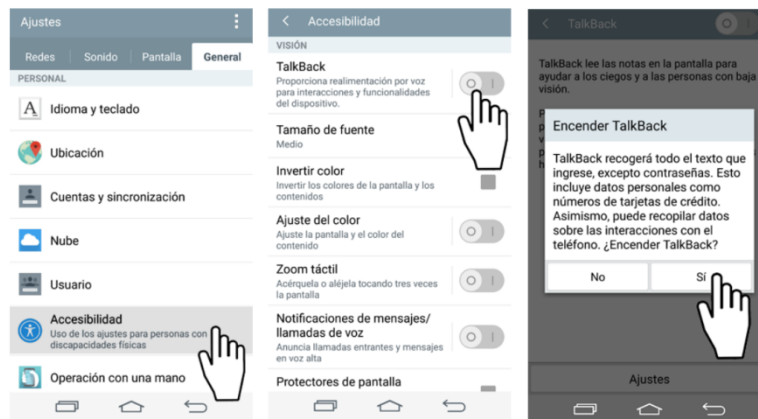 Ajustes
Redes Sonido Pantalla General
PERSONAL
Idioma y teclado
Ubicación
Cuentas y sincronización
Nube
Usuario
Accesibilidad
Uso de los ajustes para personas con
discapacidades físicas
Operación con una mano
Accesibilidad
VISIÓN
TalkBack
Proporciona realimentación por voz
para interacciones y funcionalidades
del dispositivo.
Tamaño de fuente
Medio
Invertir color
Invertir los colores de la pantalla y los
contenidos
Ajuste del color
Ajuste la pantalla y el color del
contenido
Zoom táctil
Acérquela o aléjela tocando tres veces
la pantalla
Notificaciones de mensajes/
llamadas de voz
Anuncia llamadas entrantes y mensajes
en voz alta
Protectores de pantalla
TalkBack
TalkBack lee las notas en la pantalla para
ayudar a los ciegos y a las personas con baja
visión.
Encender TalkBack
TalkBack recogerá todo el texto que
ingrese, excepto contraseñas. Esto
incluye datos personales como
números de tarjetas de crédito.
Asimismo, puede recopilar datos
sobre las interacciones con el
teléfono. ¿Encender TalkBack?
No Sí
Ajustes